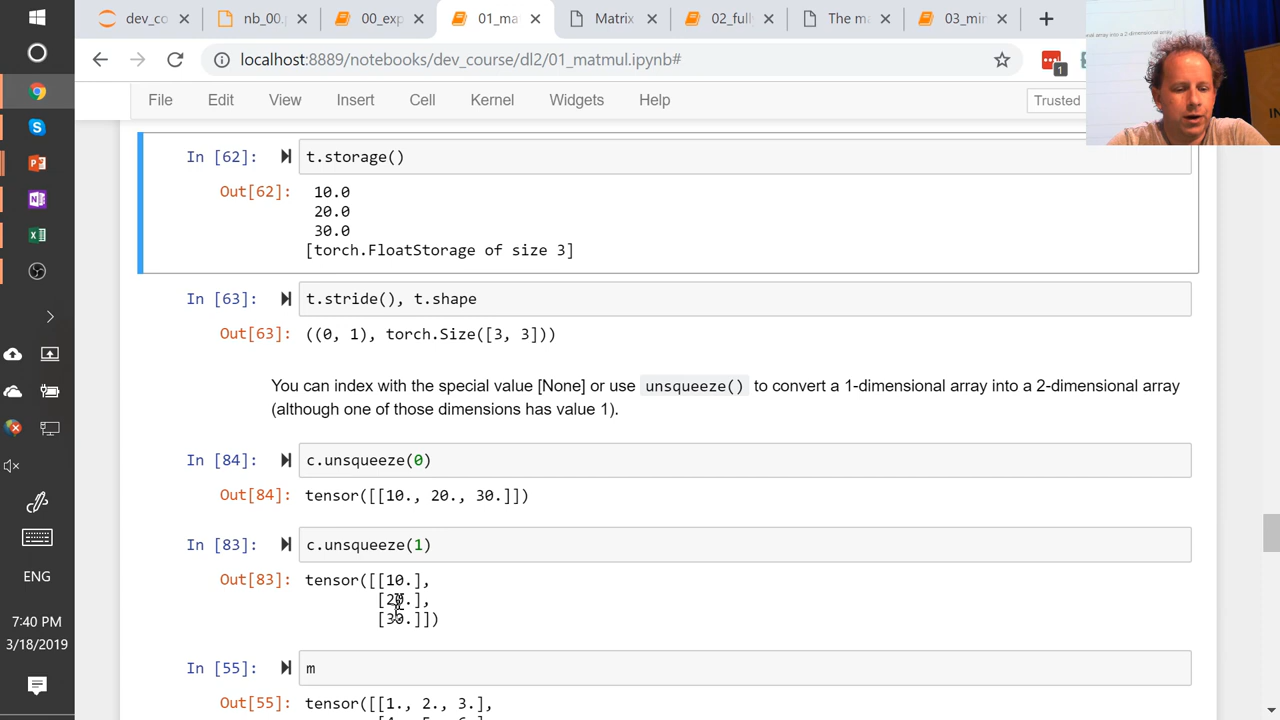 dev_co
nb_00.
00_exp
01_mat
Matrix
02_fully
The ma
03_min
localhost:8889/notebooks/dev_course/dl2/01_matmul.ipynb#
1
File Edit View Insert Cell Kernel Widgets Help
Trusted
In [62]: t.storage()
Out[62]: 10.0
20.0
30.0
[torch.FloatStorage of size 3]
In [63]: t.stride(), t.shape
Out[63]: ((0, 1), torch.Size([3, 3]))
You can index with the special value [None] or use unsqueeze() to convert a 1-dimensional array into a 2-dimensional array
(although one of those dimensions has value 1).
In [84]: c.unsqueeze(0)
Out[84]: tensor([[10., 20., 30.]])
In [83]: c.unsqueeze(1)
Out[83]: tensor([[10.],
[20.],
[30.]])
In [55]: m
Out[55]: tensor([[1., 2., 3.],
ENG
7:40 PM
3/18/2019